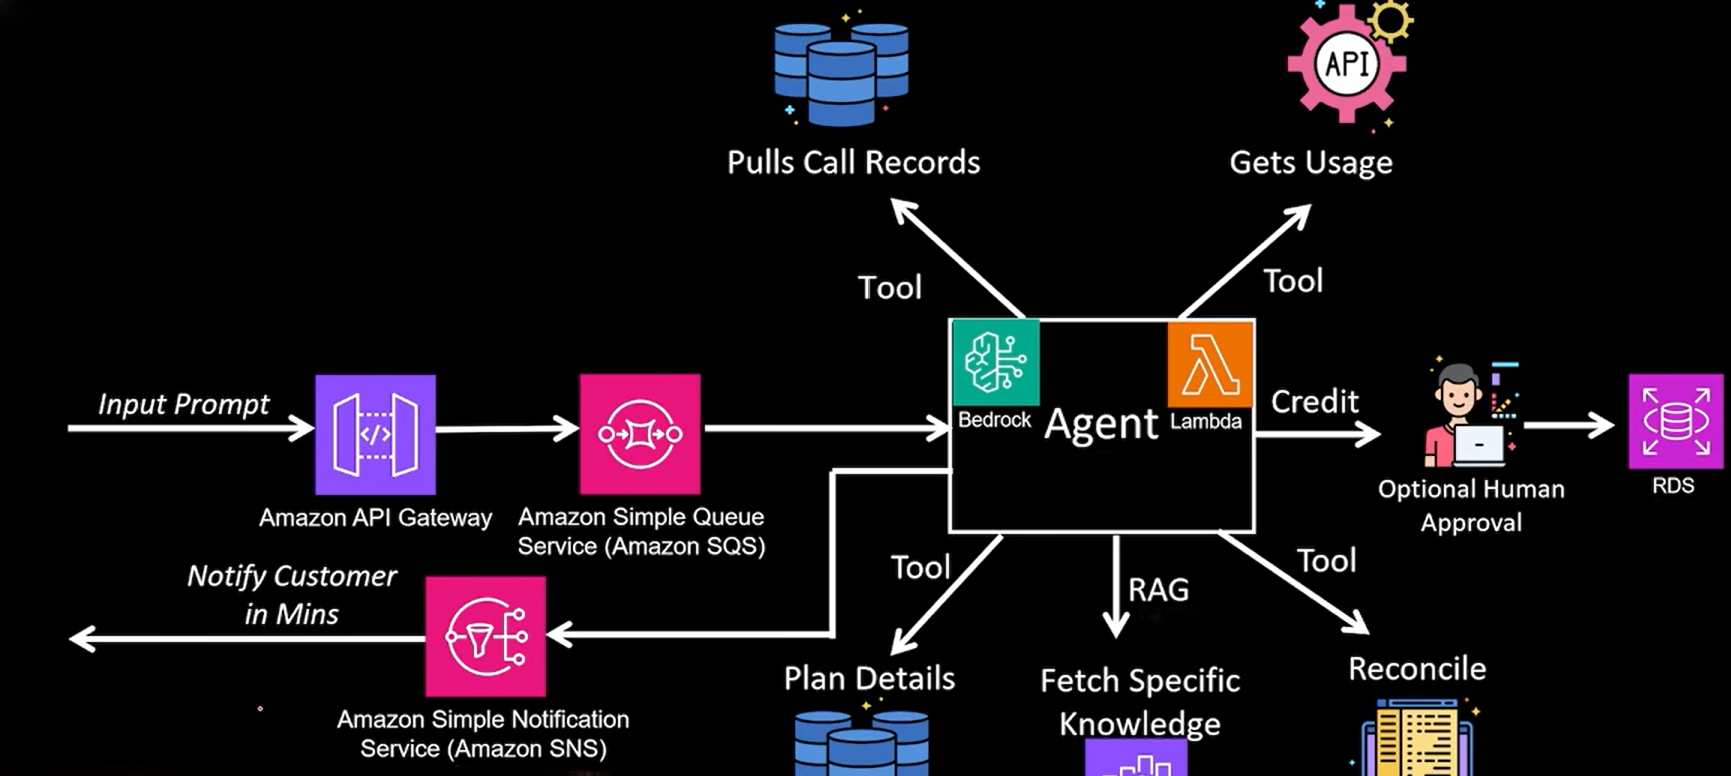 API
Pulls Call Records
Gets Usage
Tool
Tool
Input Prompt
Bedrock
Agent
Lambda
Credit
Amazon API Gateway
Amazon Simple Queue
Service (Amazon SQS)
Optional Human
Approval
RDS
Notify Customer
in Mins
Tool
RAG
Tool
Plan Details
Fetch Specific
Knowledge
Reconcile
Amazon Simple Notification
Service (Amazon SNS)